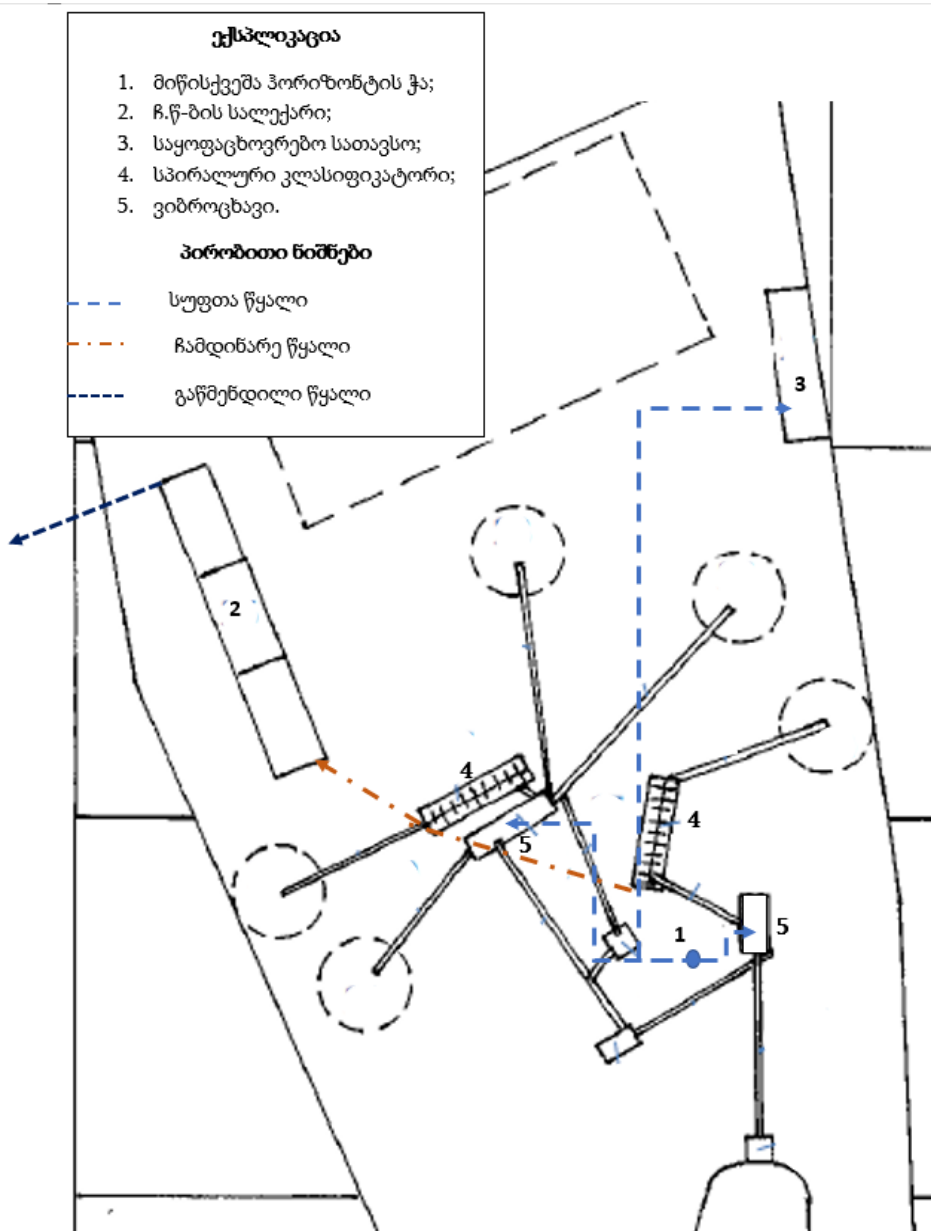 ექსპლიკაცია
1. მიწისქვეშა ჰორიზონტის ჭა;
2. ჩ.წ-ბის სალექარი;
3. საყოფაცხოვრებო სათავსო;
4. სპირალური კლასიფიკატორი;
5. ვიბროცხავი.
პირობითი ნიშნები
სუფთა წყალი
ჩამდინარე წყალი
გაწმენდილი წყალი
3
2
4
4
5
1
5